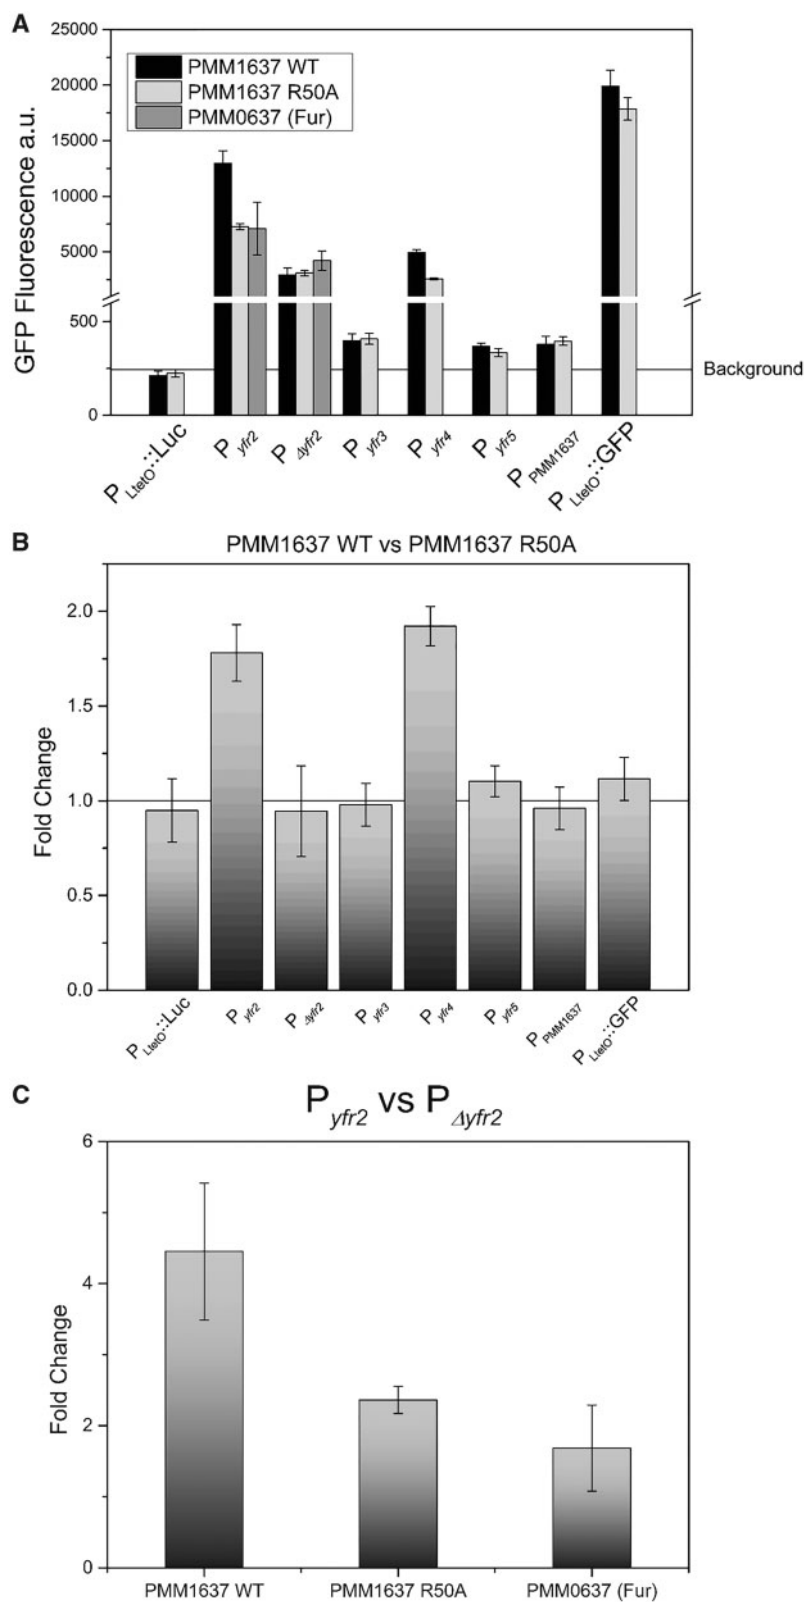 A
25000
20000
15000
10000
5000
500
0
GFP Fluorescence a.u.
PMM1637 WT
PMM1637 R50A
PMM0637 (Fur)
Background
P LtetO::Luc
P yfr2
P Δyfr2
P yfr3
P yfr4
P yfr5
P PMM1637
P LtetO::GFP
B
PMM1637 WT vs PMM1637 R50A
2.0
1.5
1.0
0.5
0.0
Fold Change
P LtetO::Luc
P yfr2
P Δyfr2
P yfr3
P yfr4
P yfr5
P PMM1637
P LtetO::GFP
C
P yfr2 vs P Δyfr2
6
4
2
0
Fold Change
PMM1637 WT
PMM1637 R50A
PMM0637 (Fur)